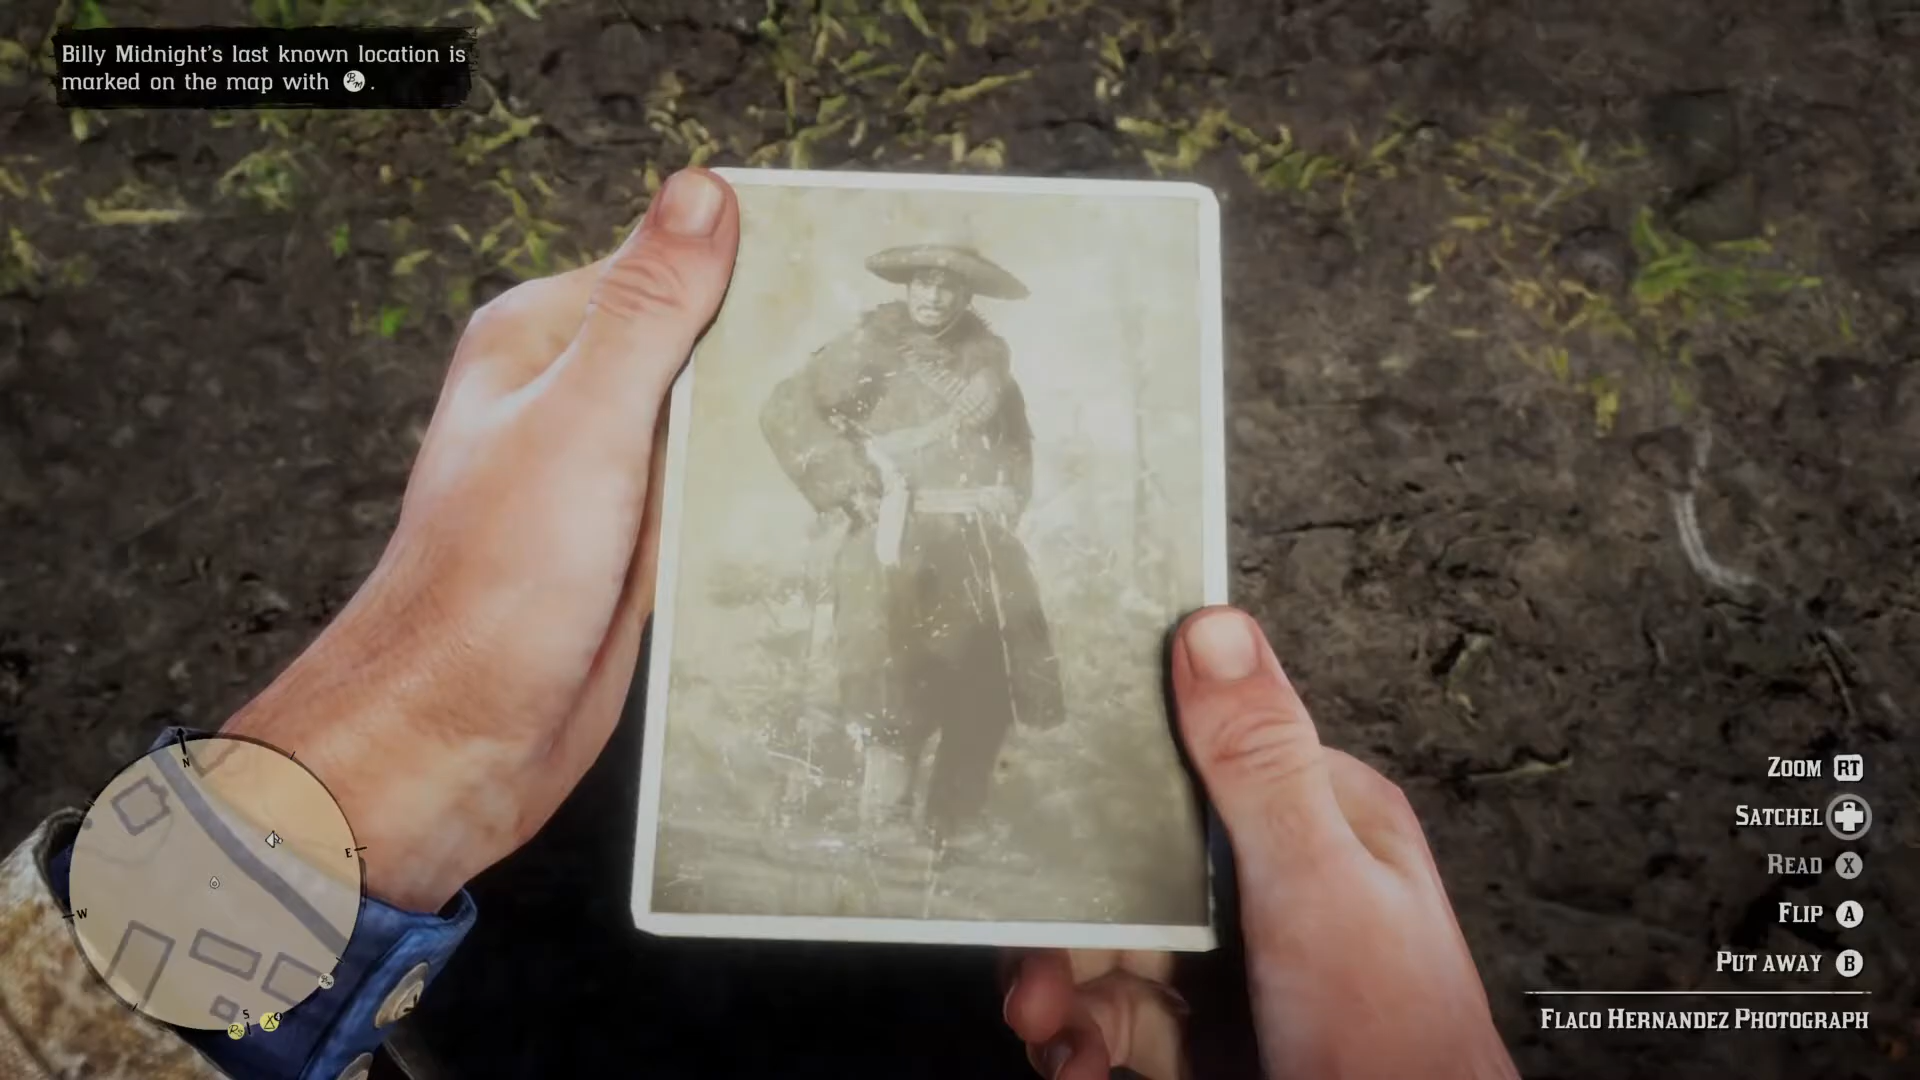 Billy Midnight's last known location is
marked on the map with BM.
ZOOM RT
SATCHEL
READ X
FLIP A
PUT AWAY B
FLACO HERNANDEZ PHOTOGRAPH
N
E
W
S